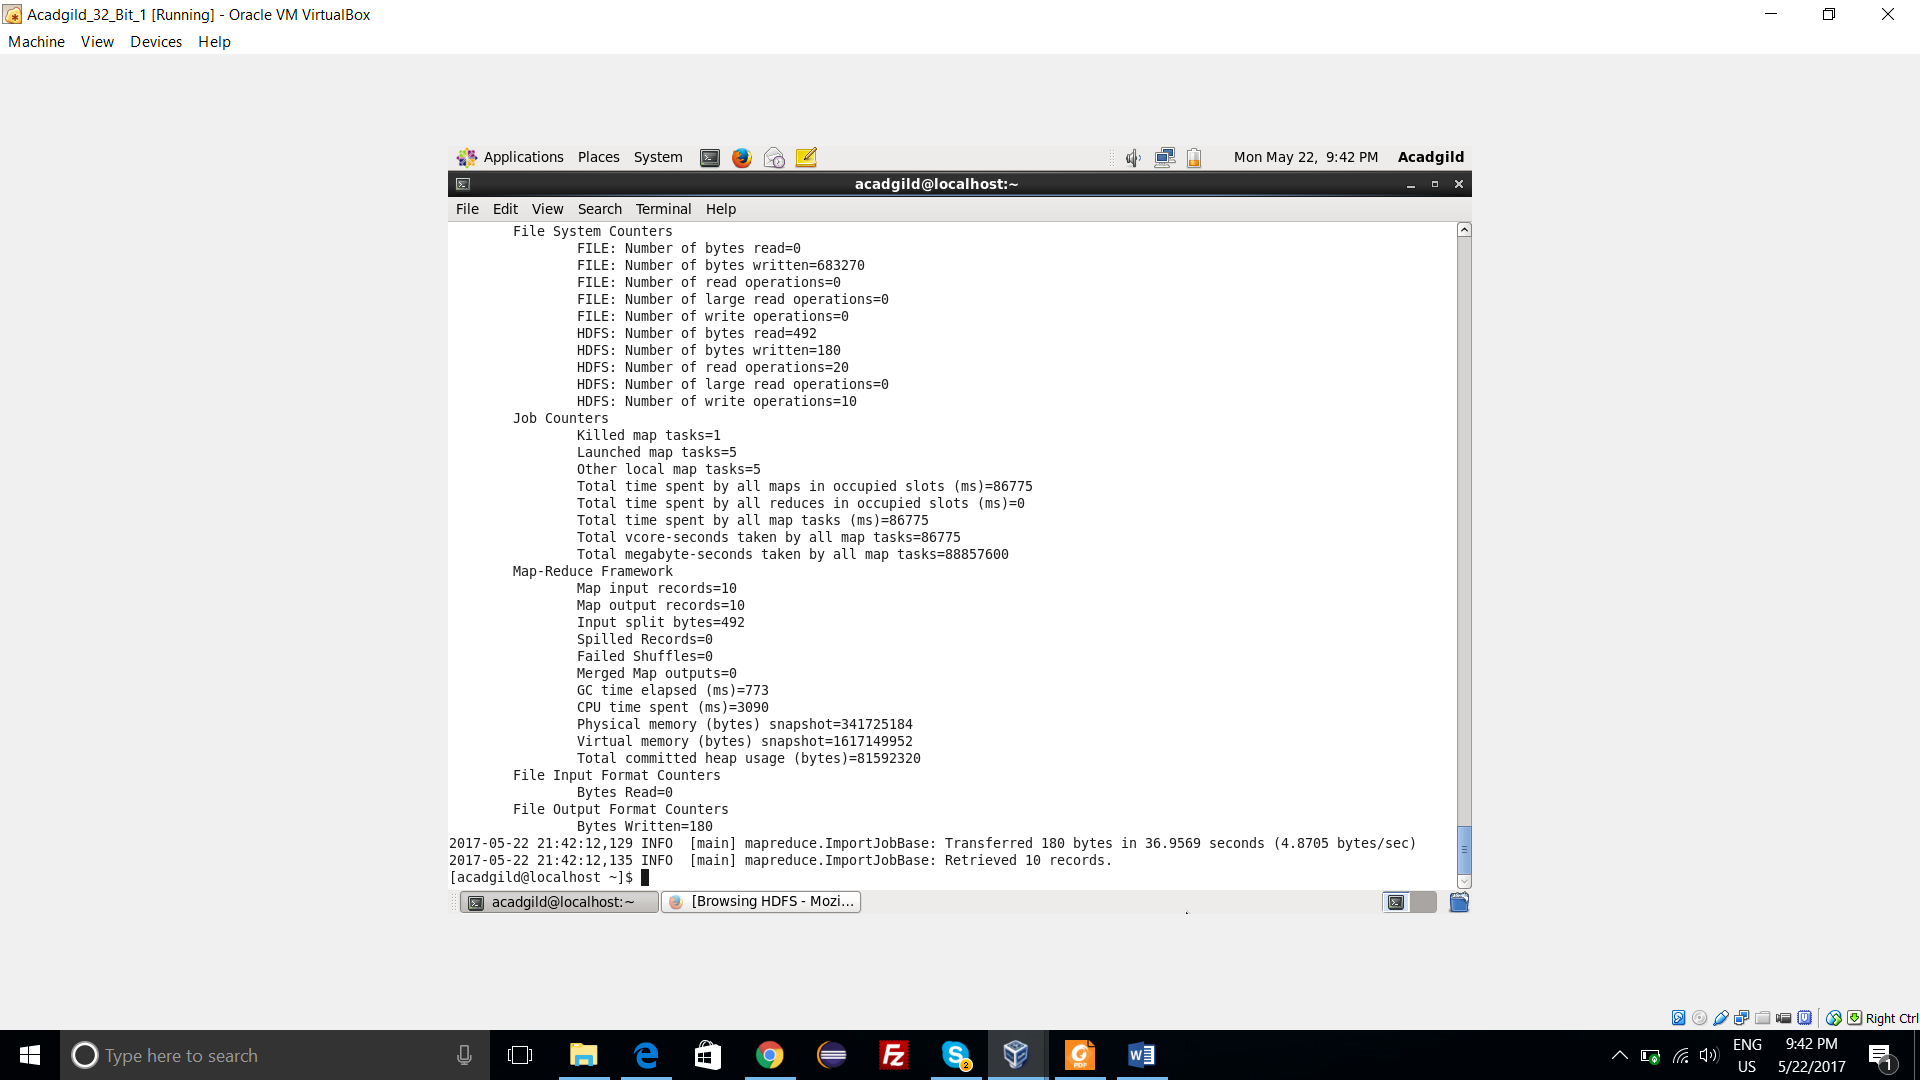 Acadgild_32_Bit_1 [Running] - Oracle VM VirtualBox
Machine View Devices Help
Applications Places System Mon May 22, 9:42 PM Acadgild
acadgild@localhost:~
File Edit View Search Terminal Help
File System Counters
FILE: Number of bytes read=0
FILE: Number of bytes written=683270
FILE: Number of read operations=0
FILE: Number of large read operations=0
FILE: Number of write operations=0
HDFS: Number of bytes read=492
HDFS: Number of bytes written=180
HDFS: Number of read operations=20
HDFS: Number of large read operations=0
HDFS: Number of write operations=10
Job Counters
Killed map tasks=1
Launched map tasks=5
Other local map tasks=5
Total time spent by all maps in occupied slots (ms)=86775
Total time spent by all reduces in occupied slots (ms)=0
Total time spent by all map tasks (ms)=86775
Total vcore-seconds taken by all map tasks=86775
Total megabyte-seconds taken by all map tasks=88857600
Map-Reduce Framework
Map input records=10
Map output records=10
Input split bytes=492
Spilled Records=0
Failed Shuffles=0
Merged Map outputs=0
GC time elapsed (ms)=773
CPU time spent (ms)=3090
Physical memory (bytes) snapshot=341725184
Virtual memory (bytes) snapshot=1617149952
Total committed heap usage (bytes)=81592320
File Input Format Counters
Bytes Read=0
File Output Format Counters
Bytes Written=180
2017-05-22 21:42:12,129 INFO  [main] mapreduce.ImportJobBase: Transferred 180 bytes in 36.9569 seconds (4.8705 bytes/sec)
2017-05-22 21:42:12,135 INFO  [main] mapreduce.ImportJobBase: Retrieved 10 records.
[acadgild@localhost ~]$
acadgild@localhost:~ [Browsing HDFS - Mozi...
Right Ctrl
Type here to search
ENG
US
9:42 PM
5/22/2017
1